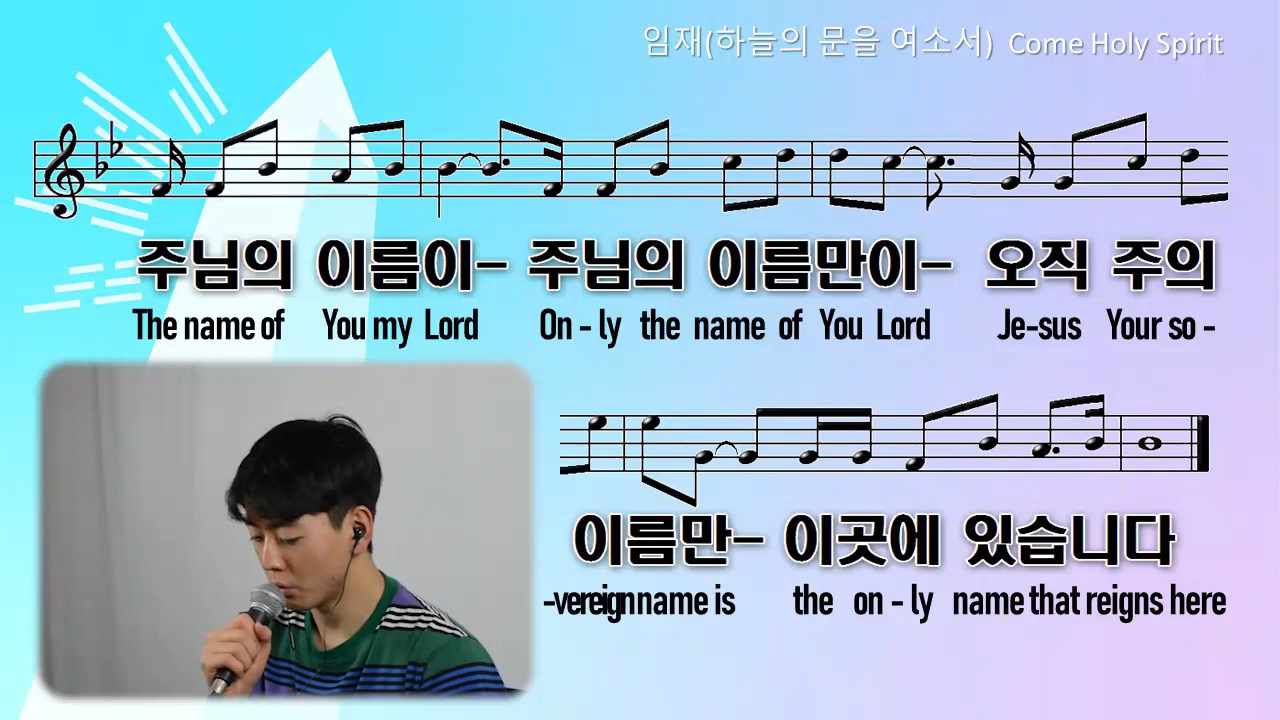 임재(하늘의 문을 여소서) Come Holy Spirit
주님의 이름이- 주님의 이름만이- 오직 주의
The name of You my Lord On - ly the name of You Lord Je-sus Your so -
이름만- 이곳에 있습니다
-vereign name is the on - ly name that reigns here